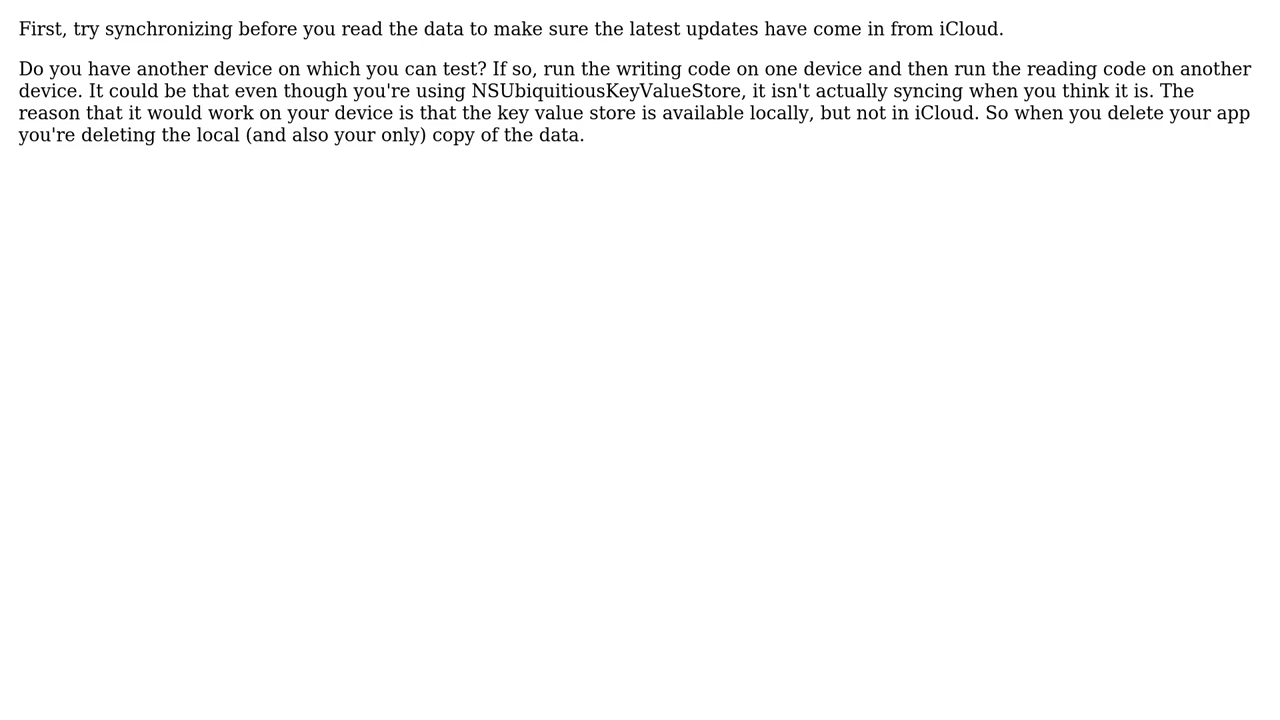 First, try synchronizing before you read the data to make sure the latest updates have come in from iCloud.
Do you have another device on which you can test? If so, run the writing code on one device and then run the reading code on another
device. It could be that even though you're using NSUbiquitiousKeyValueStore, it isn't actually syncing when you think it is. The
reason that it would work on your device is that the key value store is available locally, but not in iCloud. So when you delete your app
you're deleting the local (and also your only) copy of the data.